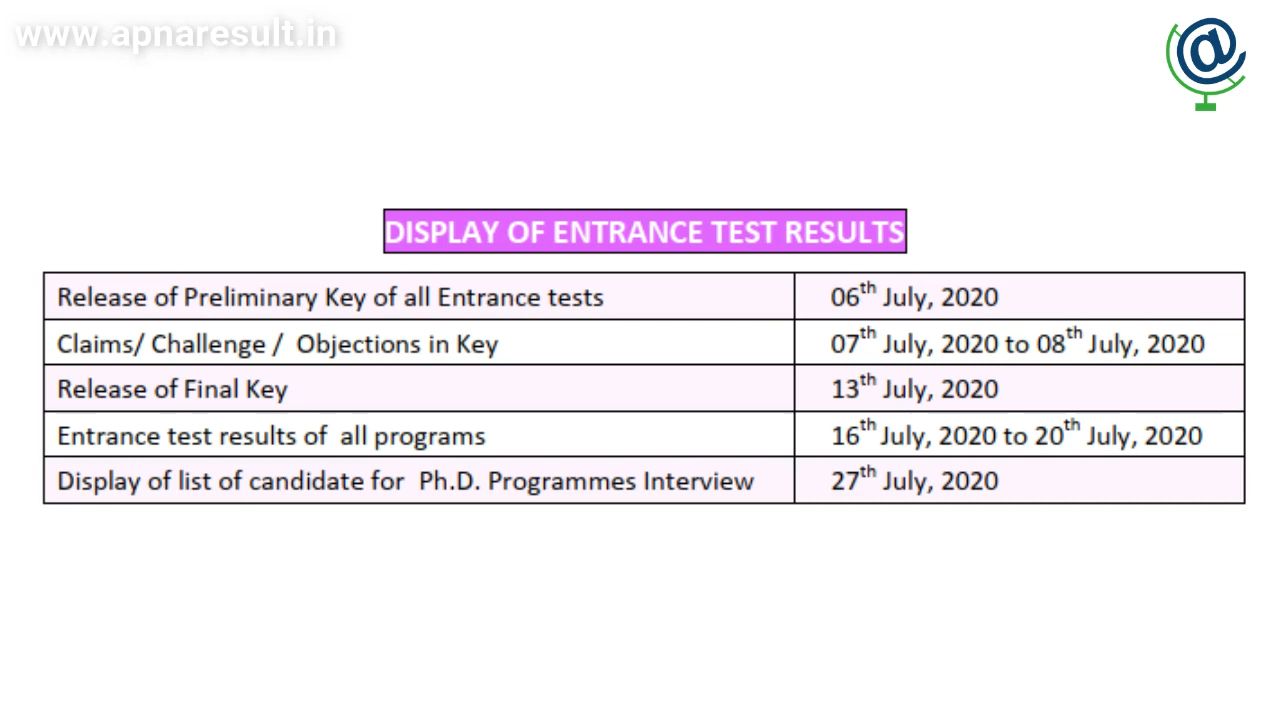 www.apnaresult.in
DISPLAY OF ENTRANCE TEST RESULTS
Release of Preliminary Key of all Entrance tests 06th July, 2020
Claims/ Challenge / Objections in Key 07th July, 2020 to 08th July, 2020
Release of Final Key 13th July, 2020
Entrance test results of all programs 16th July, 2020 to 20th July, 2020
Display of list of candidate for Ph.D. Programmes Interview 27th July, 2020